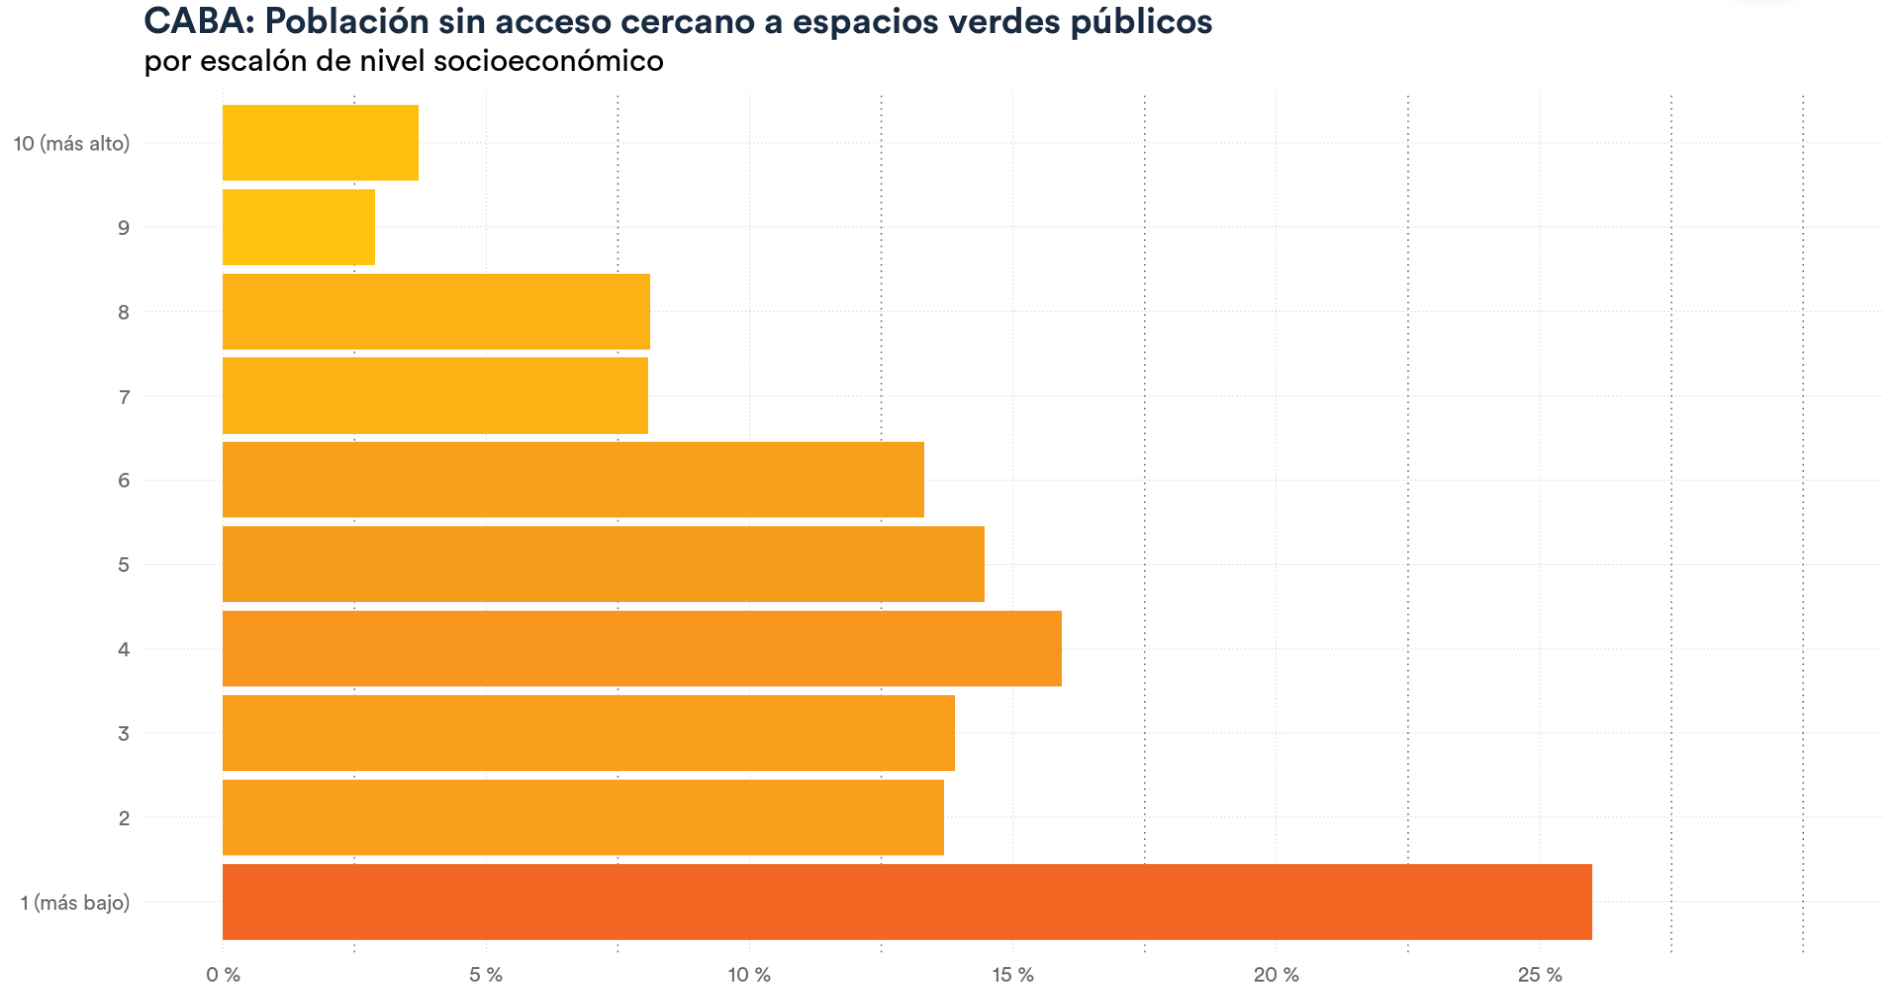 CABA: Población sin acceso cercano a espacios verdes públicos
por escalón de nivel socioeconómico
10 (más alto)
9
8
7
6
5
4
3
2
1 (más bajo)
0 % 5 % 10 % 15 % 20 % 25 %